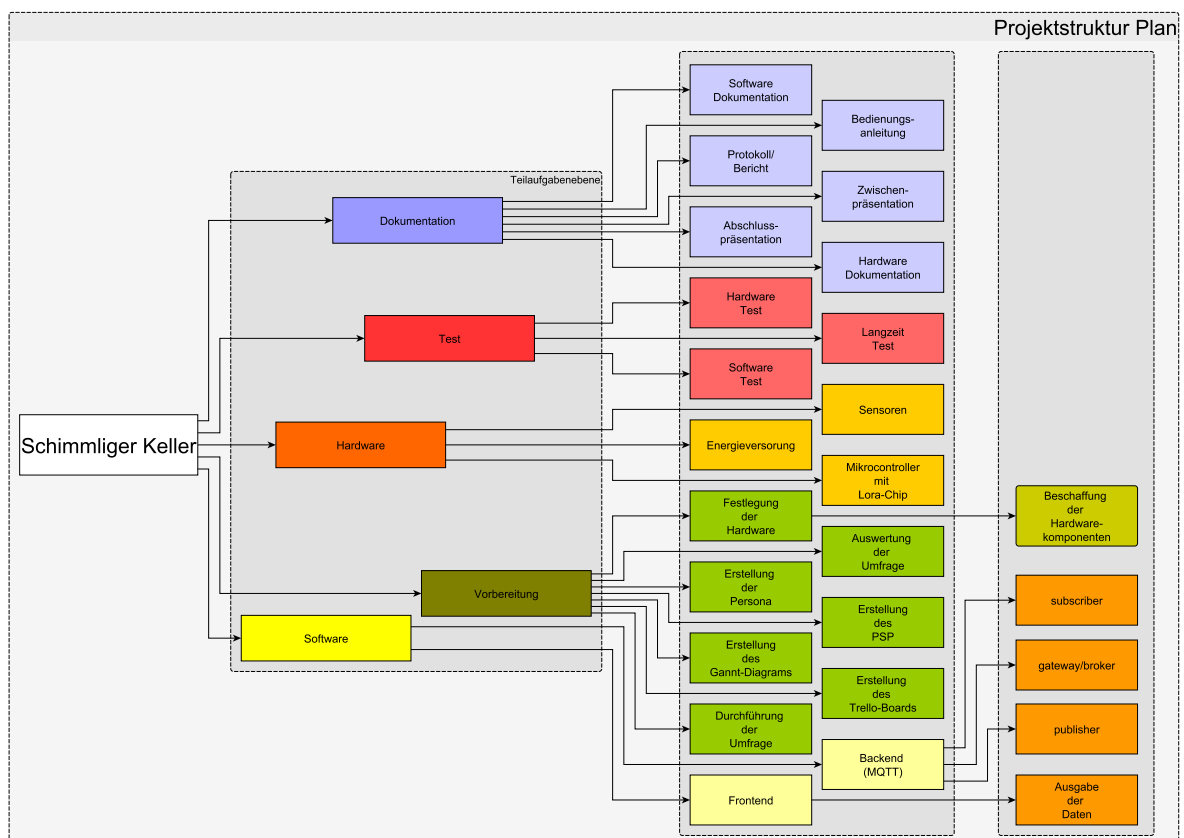 Projektstruktur Plan
Schimmliger Keller
Teilaufgabenebene
Dokumentation
Test
Hardware
Vorbereitung
Software
Software
Dokumentation
Bedienungs-
anleitung
Protokoll/
Bericht
Zwischen-
präsentation
Abschluss-
präsentation
Hardware
Dokumentation
Hardware
Test
Langzeit
Test
Software
Test
Sensoren
Energieversorung
Mikrocontroller
mit
Lora-Chip
Festlegung
der
Hardware
Auswertung
der
Umfrage
Erstellung
der
Persona
Erstellung
des
PSP
Erstellung
des
Gannt-Diagrams
Erstellung
des
Trello-Boards
Durchführung
der
Umfrage
Backend
(MQTT)
Frontend
Beschaffung
der
Hardware-
komponenten
subscriber
gateway/broker
publisher
Ausgabe
der
Daten